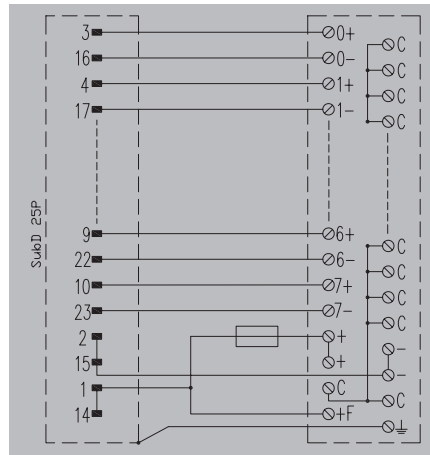 3 0+ C
16 0- C
4 1+ C
17 1- C
SubD 25P
9 6+ C
22 6- C
10 7+ C
23 7- C
2 + -
15 + -
1 C C
14 +F